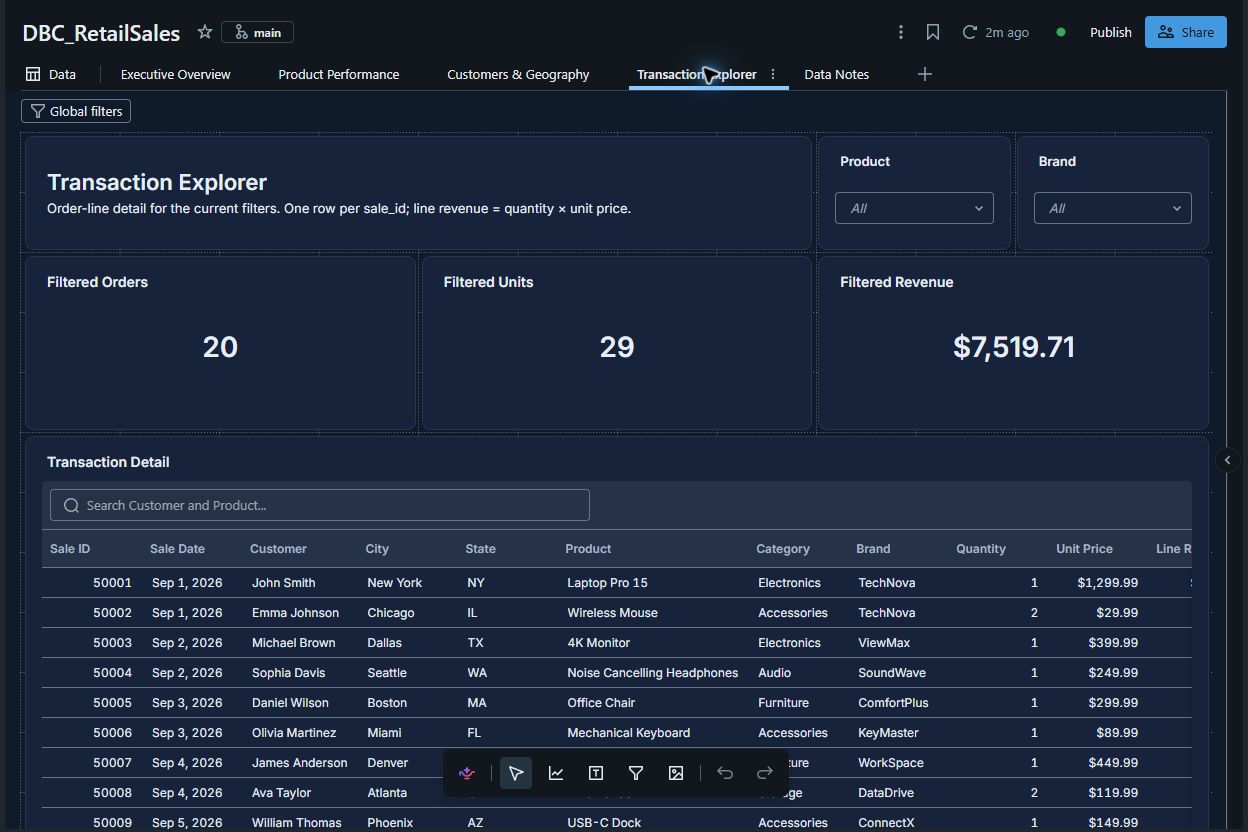 DBC_RetailSales main 2m ago Publish Share
Data Executive Overview Product Performance Customers & Geography Transaction Explorer Data Notes
Global filters
Transaction Explorer
Order-line detail for the current filters. One row per sale_id; line revenue = quantity × unit price.
Product
All
Brand
All
Filtered Orders
20
Filtered Units
29
Filtered Revenue
$7,519.71
Transaction Detail
Search Customer and Product...
Sale ID Sale Date Customer City State Product Category Brand Quantity Unit Price Line R
50001 Sep 1, 2026 John Smith New York NY Laptop Pro 15 Electronics TechNova 1 $1,299.99
50002 Sep 1, 2026 Emma Johnson Chicago IL Wireless Mouse Accessories TechNova 2 $29.99
50003 Sep 2, 2026 Michael Brown Dallas TX 4K Monitor Electronics ViewMax 1 $399.99
50004 Sep 2, 2026 Sophia Davis Seattle WA Noise Cancelling Headphones Audio SoundWave 1 $249.99
50005 Sep 3, 2026 Daniel Wilson Boston MA Office Chair Furniture ComfortPlus 1 $299.99
50006 Sep 3, 2026 Olivia Martinez Miami FL Mechanical Keyboard Accessories KeyMaster 1 $89.99
50007 Sep 4, 2026 James Anderson Denver WorkSpace 1 $449.99
50008 Sep 4, 2026 Ava Taylor Atlanta DataDrive 2 $119.99
50009 Sep 5, 2026 William Thomas Phoenix AZ USB-C Dock Accessories ConnectX 1 $149.99